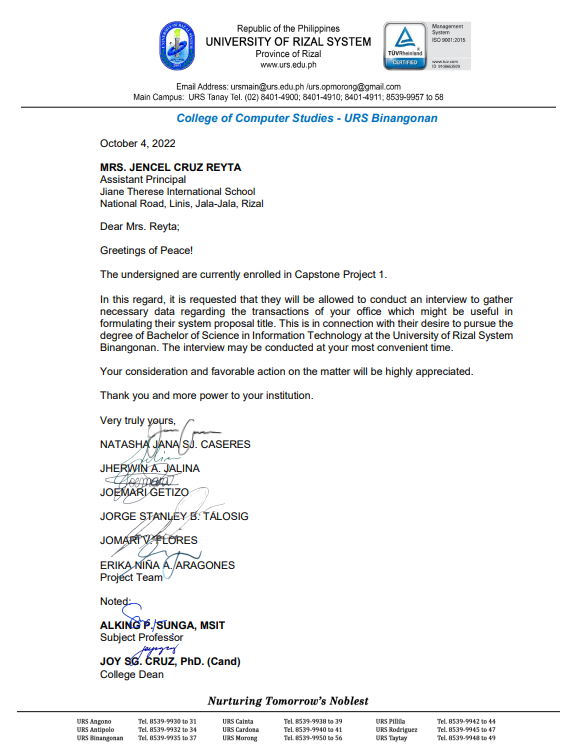 Republic of the Philippines
UNIVERSITY OF RIZAL SYSTEM
Province of Rizal
www.urs.edu.ph
TÜVRheinland
CERTIFIED
Management
System
ISO 9001:2015
www.tuv.com
Email Address: ursmain@urs.edu.ph /urs.opmorong@gmail.com
Main Campus: URS Tanay Tel. (02) 8401-4900; 8401-4910; 8401-4911; 8539-9957 to 58
College of Computer Studies - URS Binangonan
October 4, 2022
MRS. JENCEL CRUZ REYTA
Assistant Principal
Jiane Therese International School
National Road, Linis, Jala-Jala, Rizal
Dear Mrs. Reyta;
Greetings of Peace!
The undersigned are currently enrolled in Capstone Project 1.
In this regard, it is requested that they will be allowed to conduct an interview to gather
necessary data regarding the transactions of your office which might be useful in
formulating their system proposal title. This is in connection with their desire to pursue the
degree of Bachelor of Science in Information Technology at the University of Rizal System
Binangonan. The interview may be conducted at your most convenient time.
Your consideration and favorable action on the matter will be highly appreciated.
Thank you and more power to your institution.
Very truly yours,
NATASHA JANA SJ. CASERES
JHERWIN A. JALINA
JOEMARI GETIZO
JORGE STANLEY B. TALOSIG
JOMARI V. FLORES
ERIKA NIÑA A. ARAGONES
Project Team
Noted:
ALKING P. SUNGA, MSIT
Subject Professor
JOY SG. CRUZ, PhD. (Cand)
College Dean
Nurturing Tomorrow's Noblest
URS Angono Tel. 8539-9930 to 31 URS Cainta Tel. 8539-9938 to 39 URS Pililla Tel. 8539-9942 to 44
URS Antipolo Tel. 8539-9932 to 34 URS Cardona Tel. 8539-9940 to 41 URS Rodriguez Tel. 8539-9945 to 47
URS Binangonan Tel. 8539-9935 to 37 URS Morong Tel. 8539-9950 to 56 URS Taytay Tel. 8539-9948 to 49